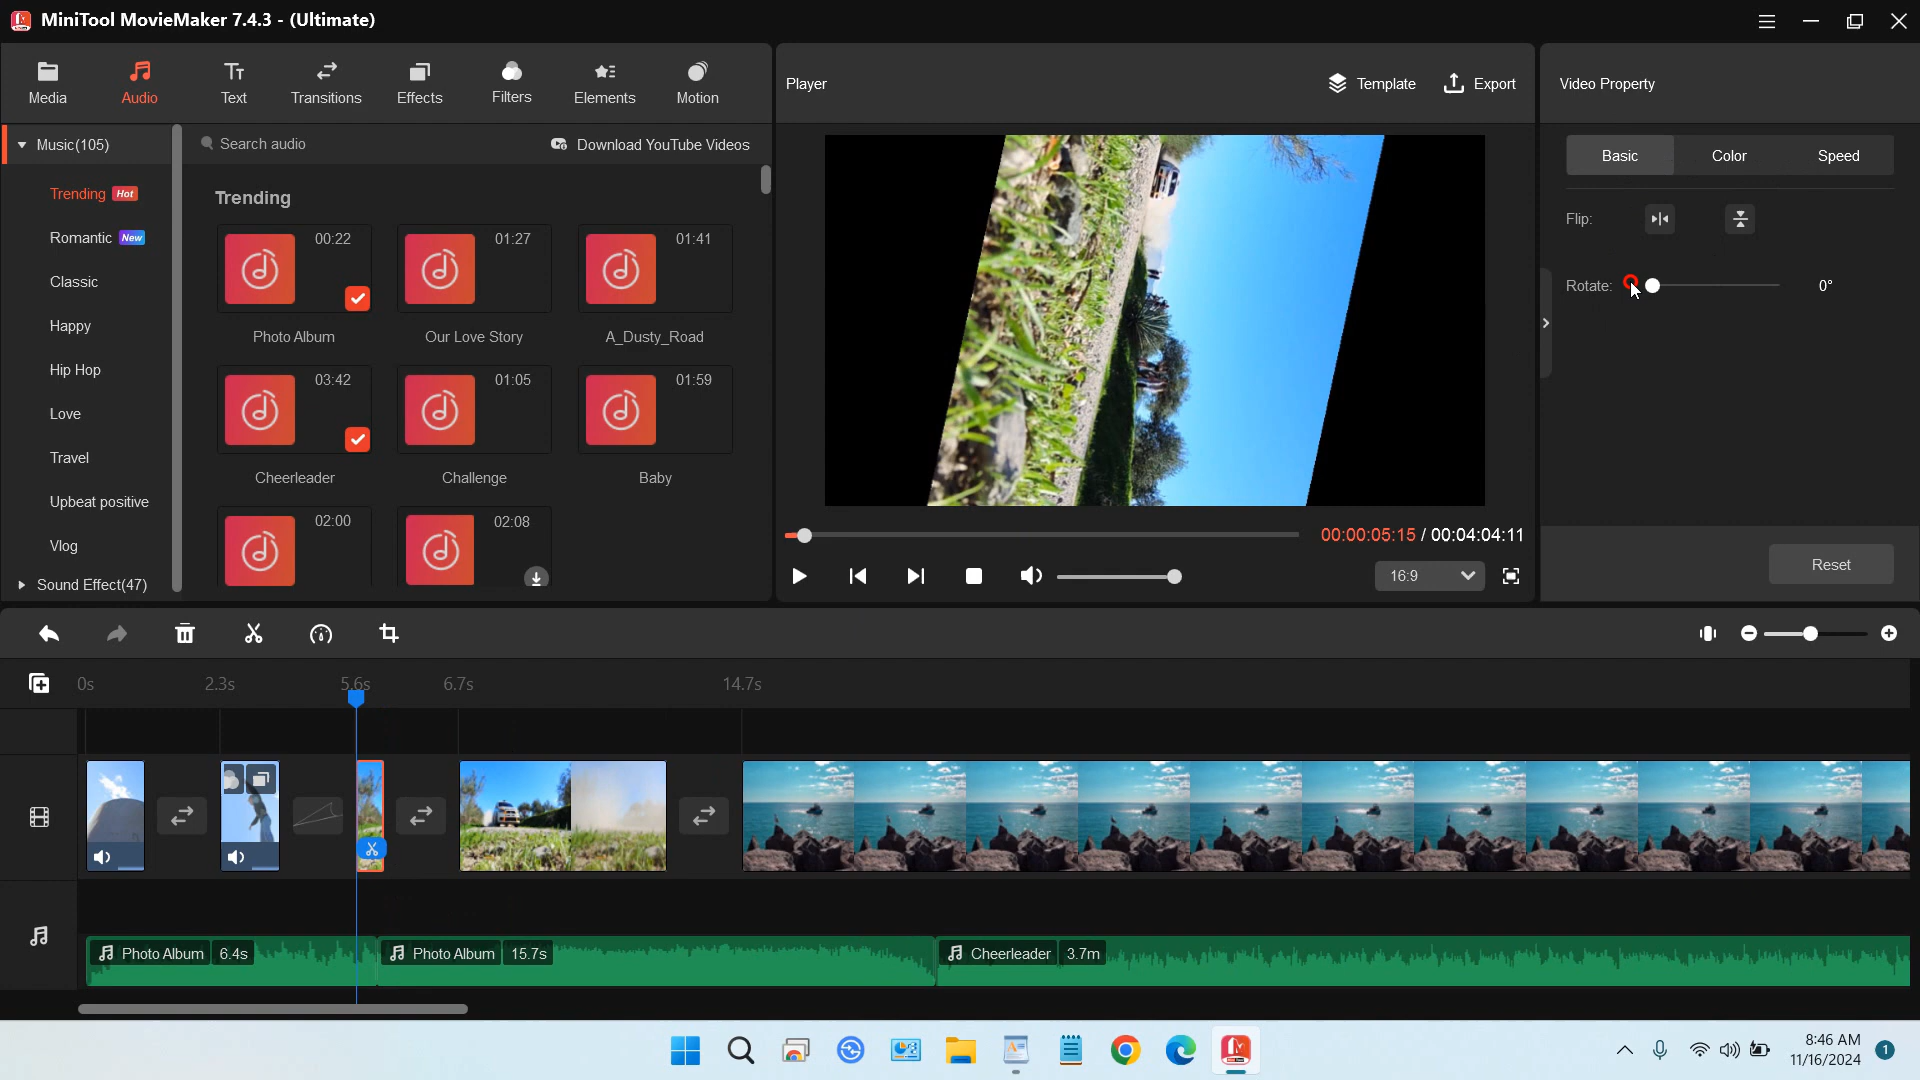 MiniTool MovieMaker 7.4.3 - (Ultimate)
Media
Audio
Text
Transitions
Effects
Filters
Elements
Motion
Player
Template
Export
Video Property
Music(105)
Search audio
Download YouTube Videos
Basic
Color
Speed
Trending Hot
Romantic New
Classic
Happy
Hip Hop
Love
Travel
Upbeat positive
Vlog
Sound Effect(47)
Trending
00:22
01:27
01:41
Photo Album
Our Love Story
A_Dusty_Road
03:42
01:05
01:59
Cheerleader
Challenge
Baby
02:00
02:08
Flip:
Rotate:
0°
00:00:05:15 / 00:04:04:11
16:9
Reset
0s
2.3s
5.6s
6.7s
14.7s
Photo Album 6.4s
Photo Album 15.7s
Cheerleader 3.7m
8:46 AM
11/16/2024
1